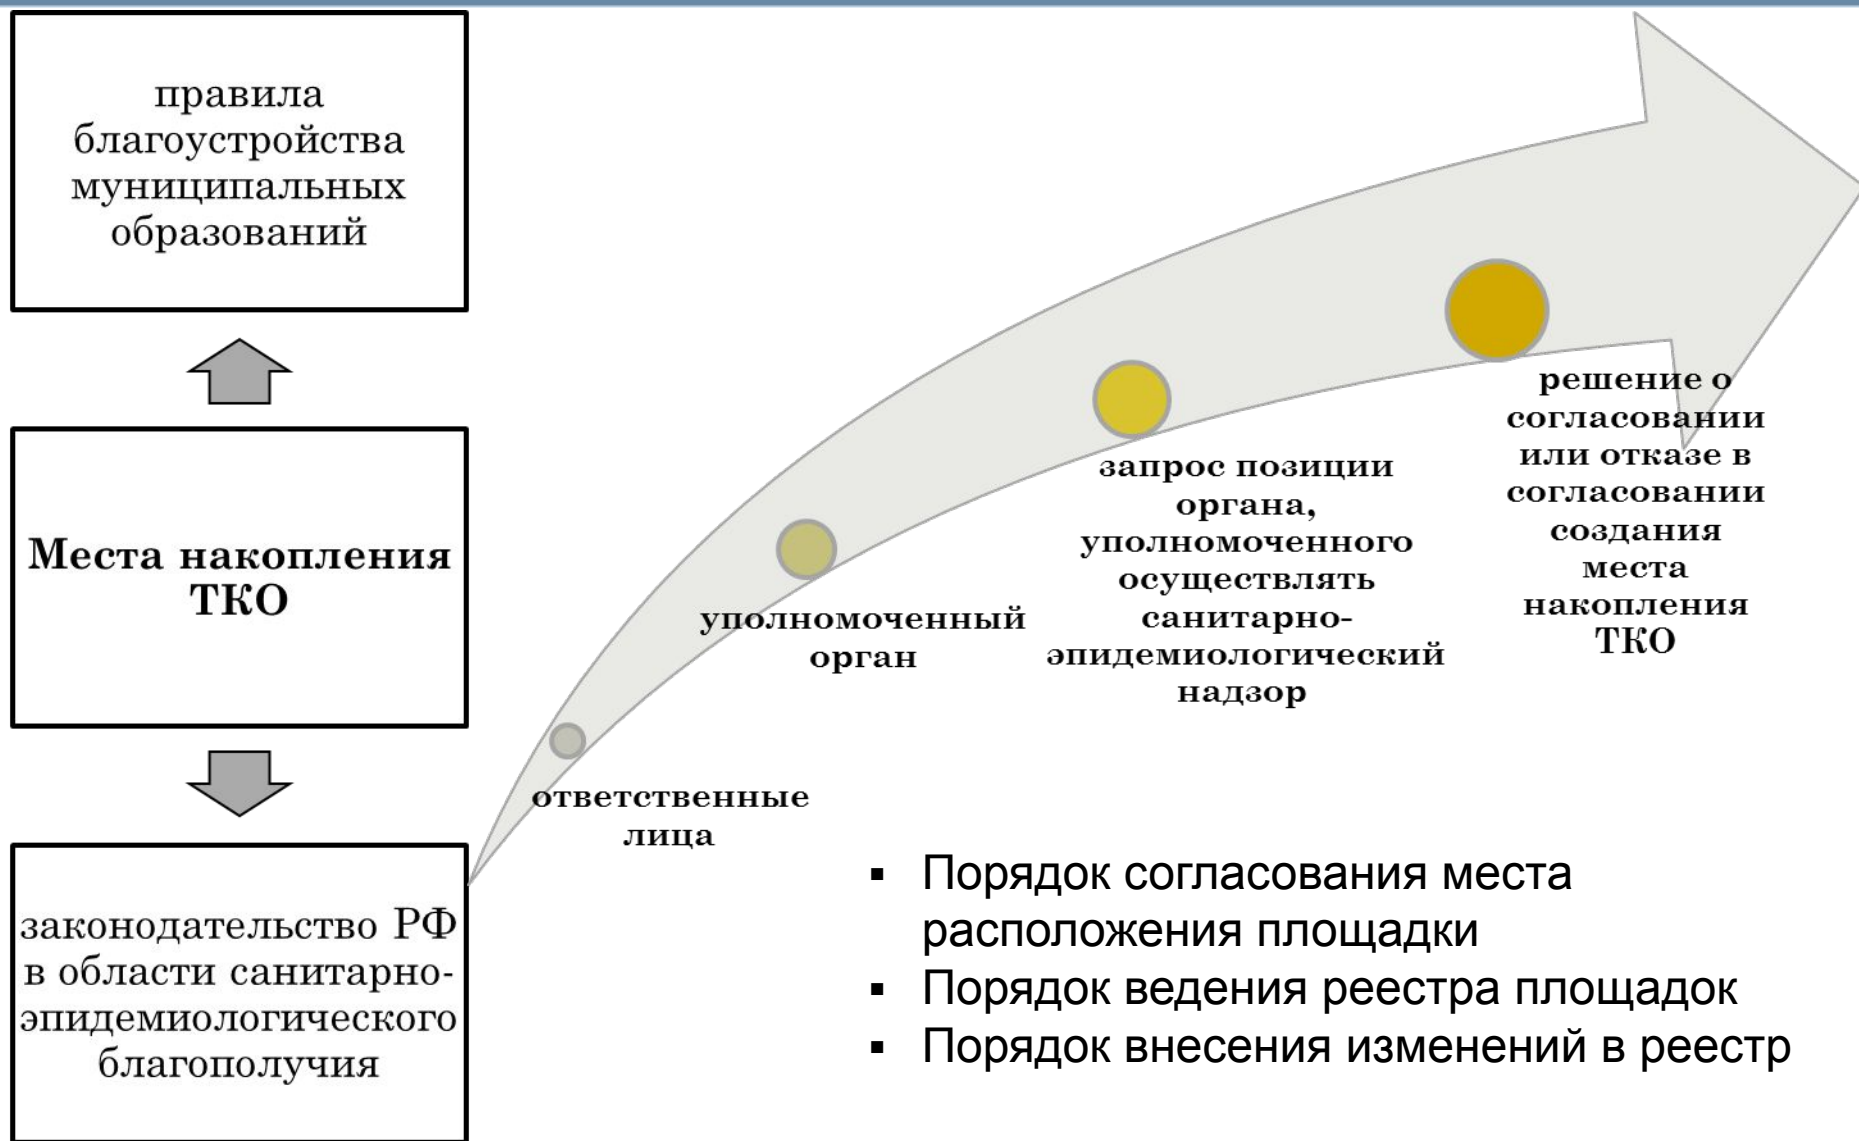 правила
благоустройства
муниципальных
образований
Места накопления
ТКО
законодательство РФ
в области санитарно-
эпидемиологического
благополучия
ответственные
лица
уполномоченный
орган
запрос позиции
органа,
уполномоченного
осуществлять
санитарно-
эпидемиологический
надзор
решение о
согласовании
или отказе в
согласовании
создания
места
накопления
ТКО
▪ Порядок согласования места
расположения площадки
▪ Порядок ведения реестра площадок
▪ Порядок внесения изменений в реестр